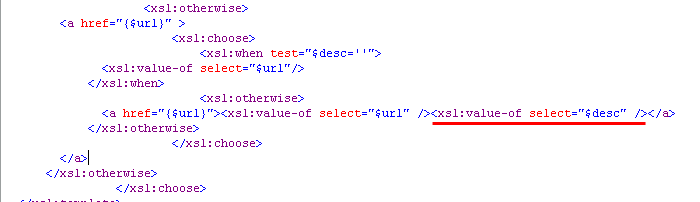 <xsl:otherwise>
<a href="{$url}" >
<xsl:choose>
<xsl:when test="$desc=''">
<xsl:value-of select="$url"/>
</xsl:when>
<xsl:otherwise>
<a href="{$url}"><xsl:value-of select="$url" /><xsl:value-of select="$desc" /></a>
</xsl:otherwise>
</xsl:choose>
</a>
</xsl:otherwise>
</xsl:choose>
</xsl:template>